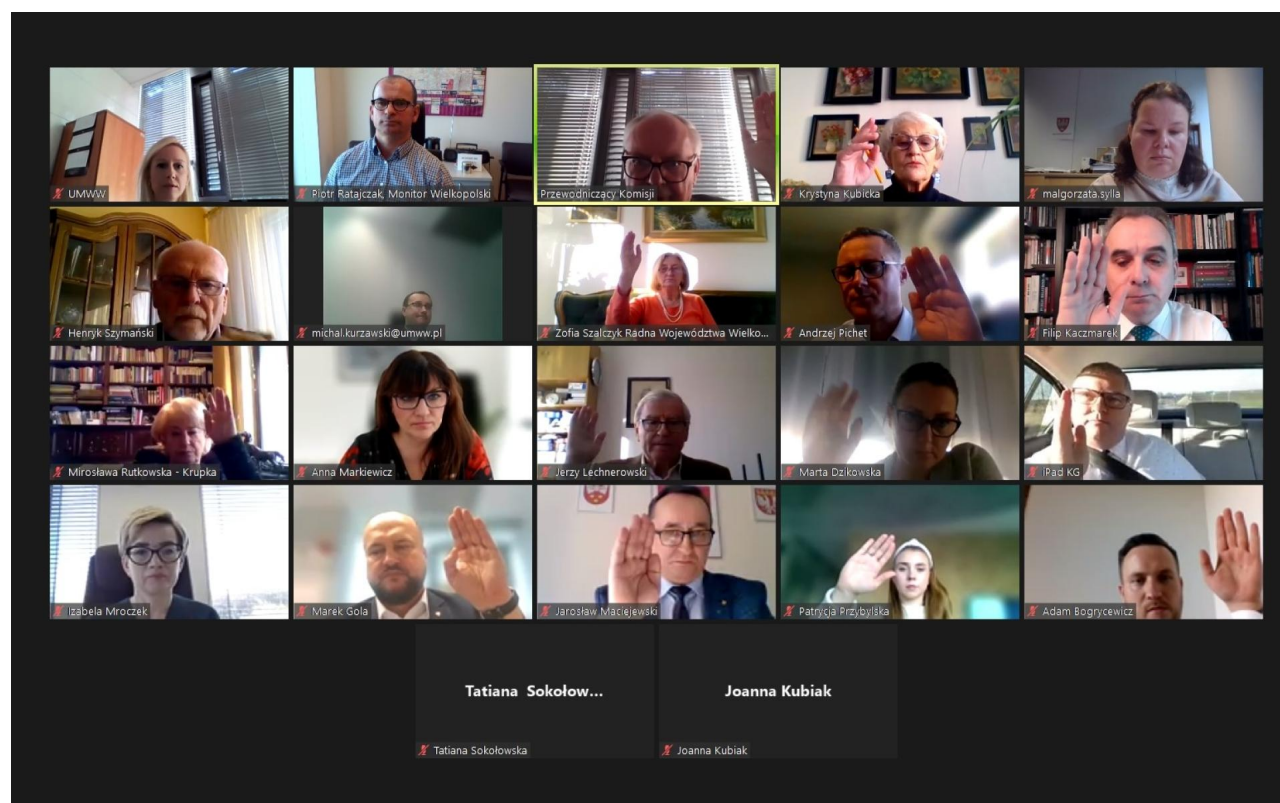 UMWW
Piotr Ratajczak, Monitor Wielkopolski
Przewodniczący Komisji
Krystyna Kubicka
malgorzata.sylla
Henryk Szymański
michal.kurzawski@umww.pl
Zofia Szalczyk Radna Województwa Wielko...
Andrzej Pichet
Filip Kaczmarek
Mirosława Rutkowska - Krupka
Anna Markiewicz
Jerzy Lechnerowski
Marta Dzikowska
iPad KG
Izabela Mroczek
Marek Gola
Jarosław Maciejewski
Patrycja Przybylska
Adam Bogrycewicz
Tatiana Sokołow...
Joanna Kubiak
Tatiana Sokołowska
Joanna Kubiak